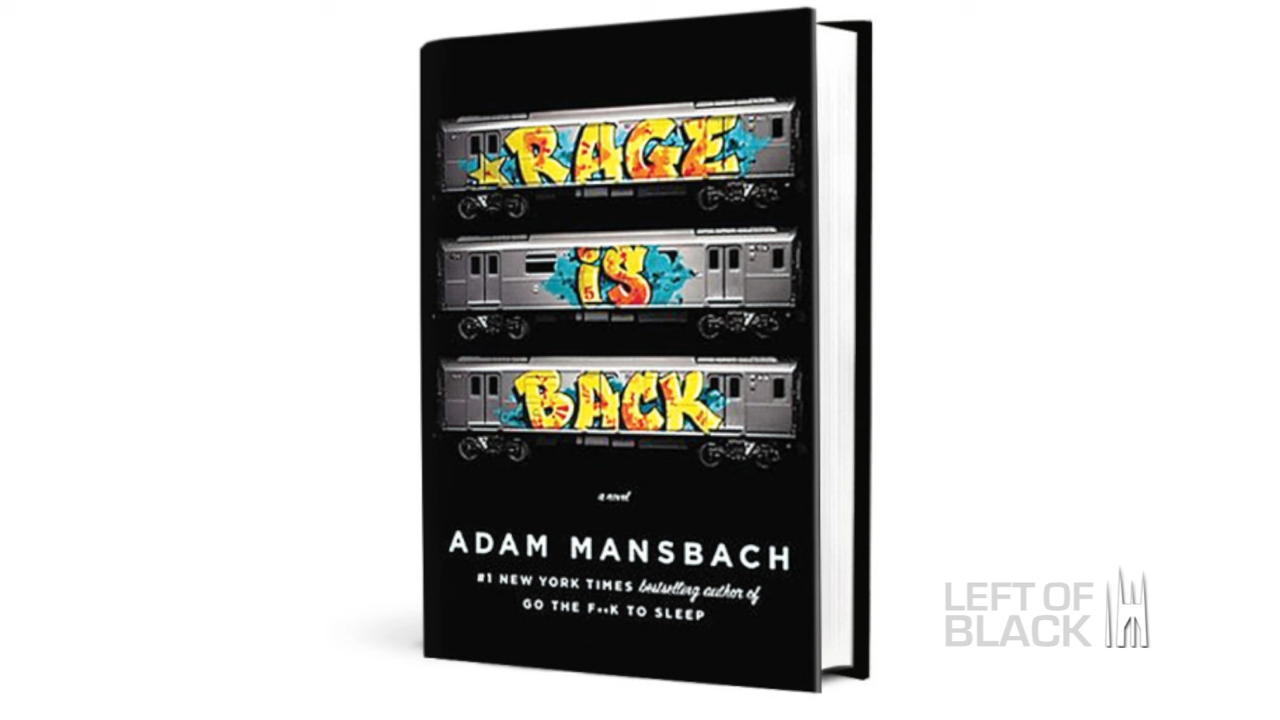 RAGE
iS
BACK
a novel
ADAM MANSBACH
#1 NEW YORK TIMES bestselling author of
GO THE F**K TO SLEEP
LEFT OF
BLACK